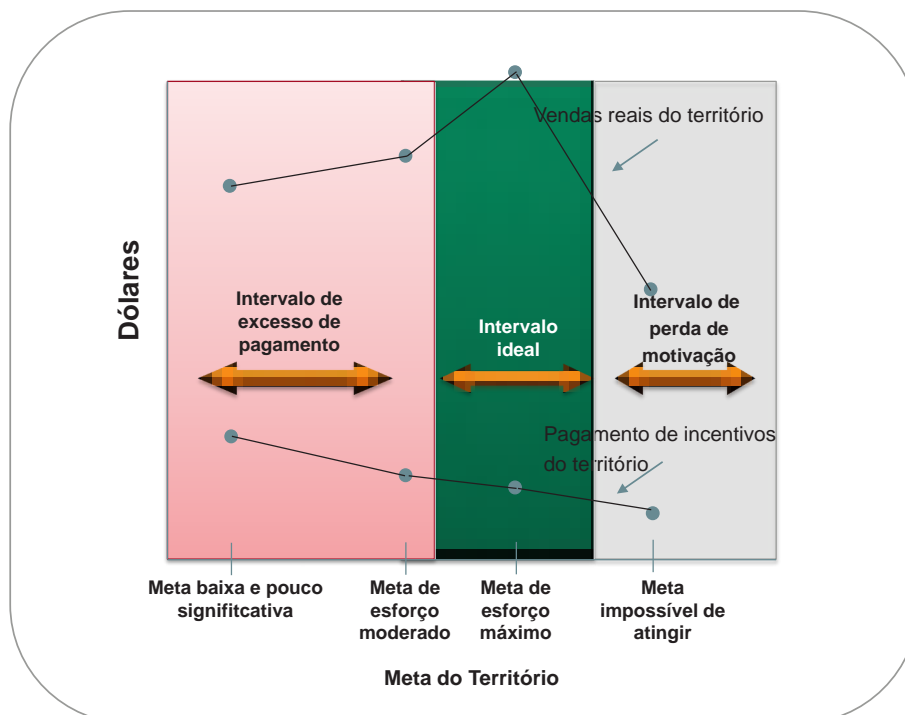 Vendas reais do território
Dólares
Intervalo de
excesso de
pagamento
Intervalo
ideal
Intervalo de
perda de
motivação
Pagamento de incentivos
do território
Meta baixa e pouco
signifitcativa
Meta de
esforço
moderado
Meta de
esforço
máximo
Meta
impossível de
atingir
Meta do Território